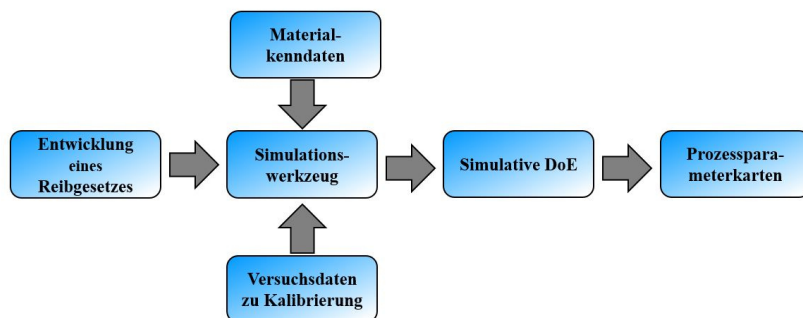 Material-
kenndaten
Entwicklung
eines
Reibgesetzes
Simulations-
werkzeug
Simulative DoE
Prozesspara-
meterkarten
Versuchsdaten
zu Kalibrierung